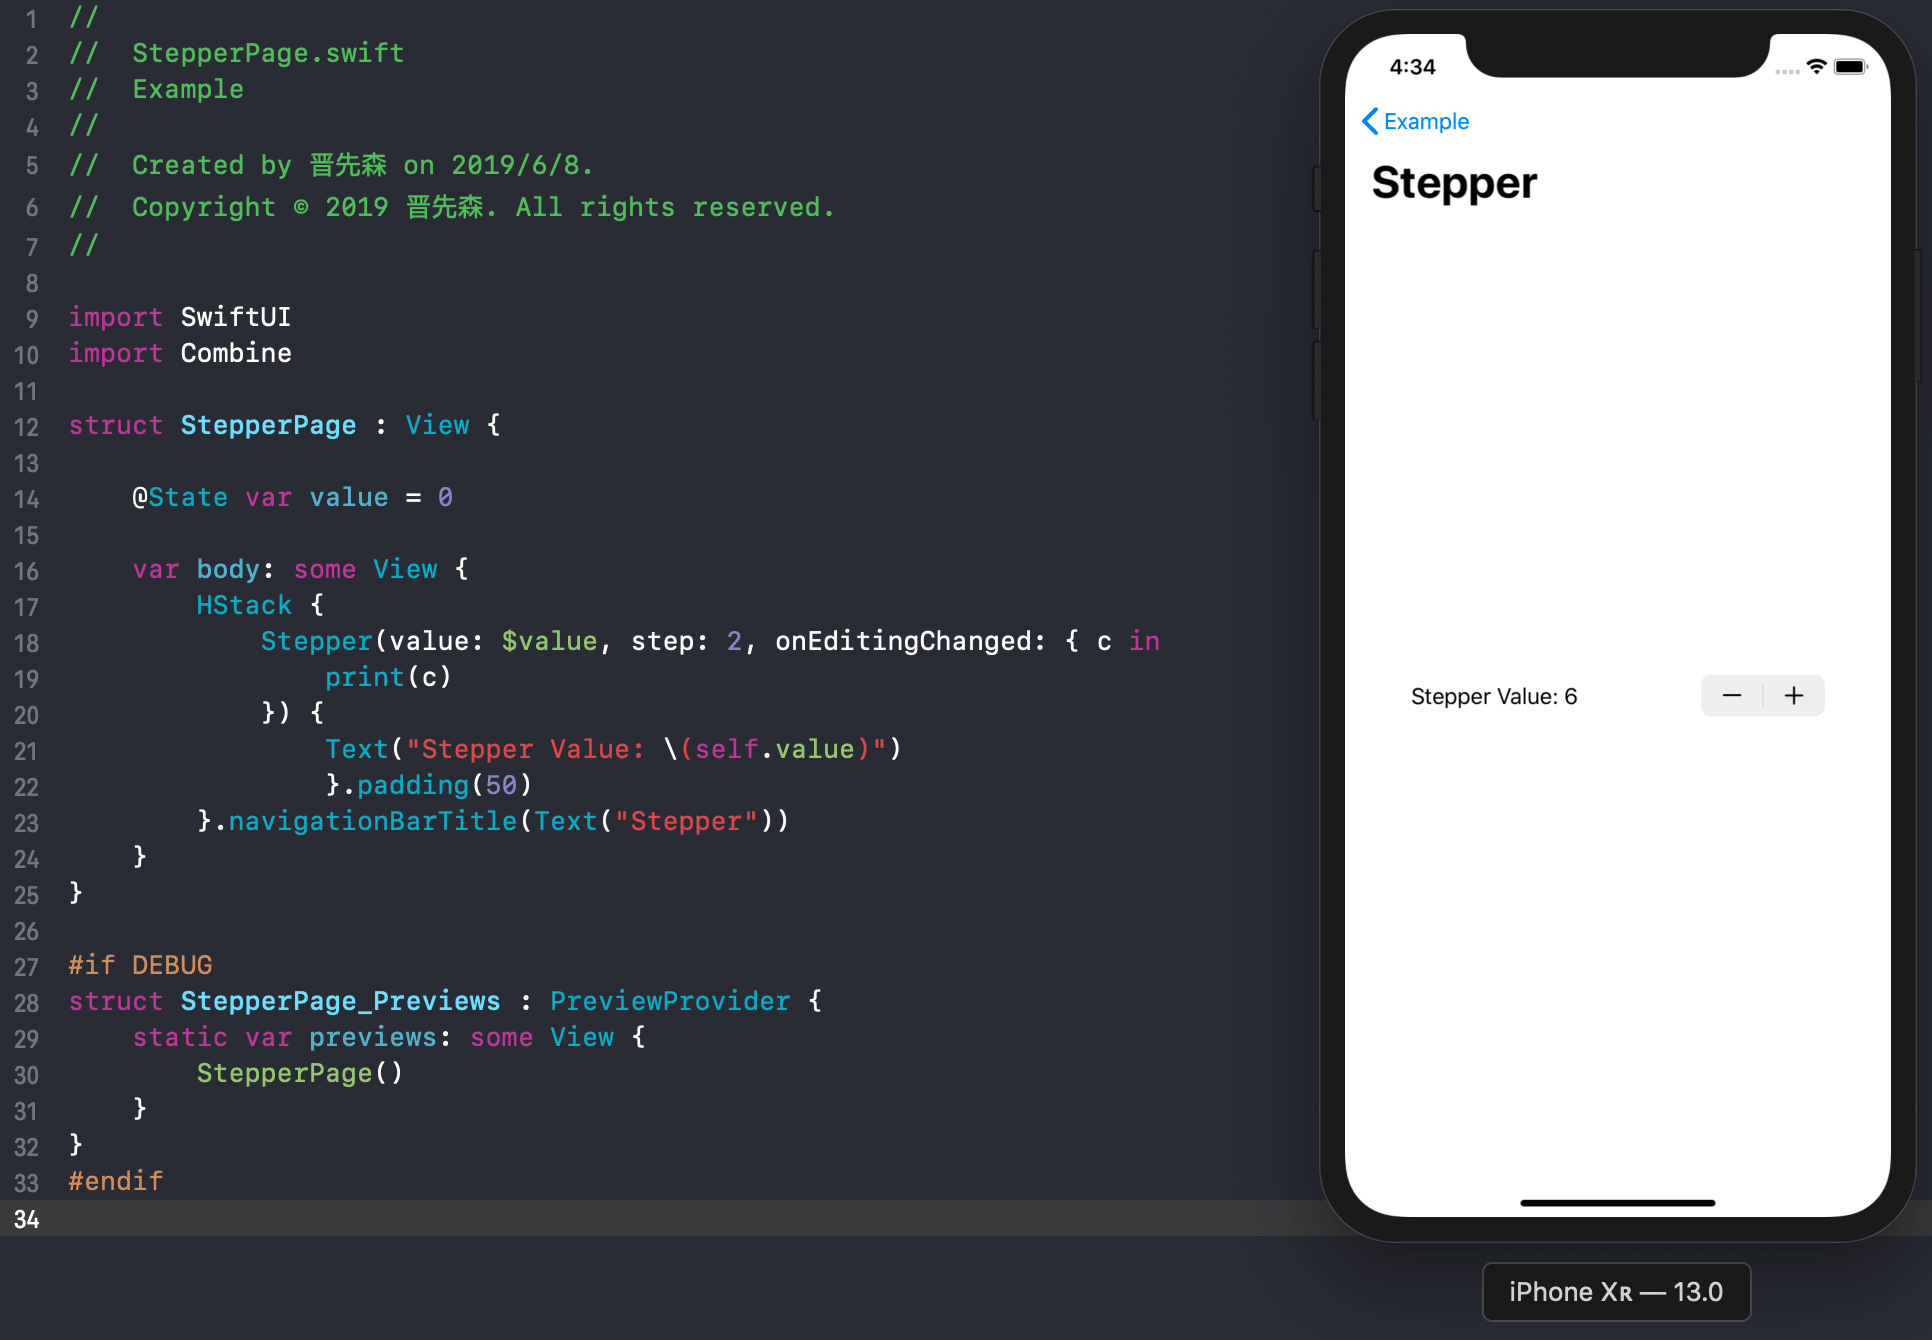 1 //
2 //  StepperPage.swift
3 //  Example
4 //
5 //  Created by 晋先森 on 2019/6/8.
6 //  Copyright © 2019 晋先森. All rights reserved.
7 //
8
9 import SwiftUI
10 import Combine
11
12 struct StepperPage : View {
13
14     @State var value = 0
15
16     var body: some View {
17         HStack {
18             Stepper(value: $value, step: 2, onEditingChanged: { c in
19                 print(c)
20             }) {
21                 Text("Stepper Value: \(self.value)")
22                 }.padding(50)
23         }.navigationBarTitle(Text("Stepper"))
24     }
25 }
26
27 #if DEBUG
28 struct StepperPage_Previews : PreviewProvider {
29     static var previews: some View {
30         StepperPage()
31     }
32 }
33 #endif
34
4:34
Example
Stepper
Stepper Value: 6
− +
iPhone Xʀ — 13.0